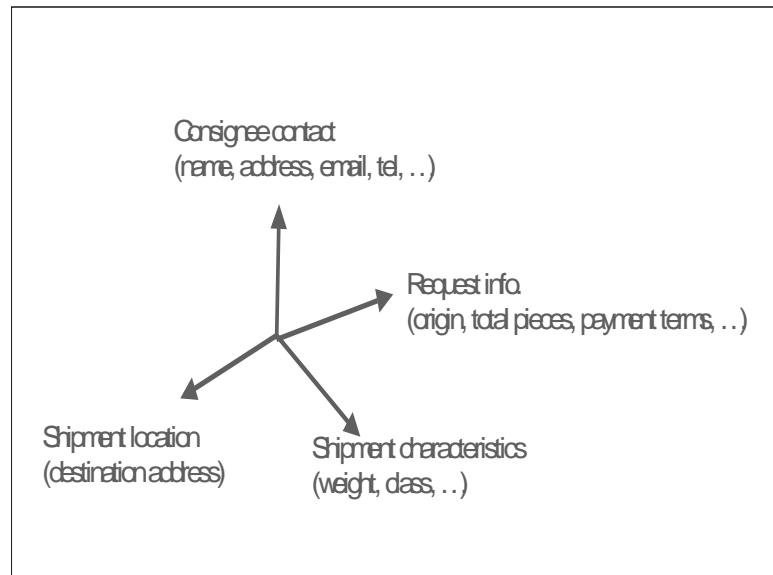 Consignee contact
(name, address, email, tel, …)
Request info.
(origin, total pieces, payment terms, …)
Shipment location
(destination address)
Shipment characteristics
(weight, class, …)